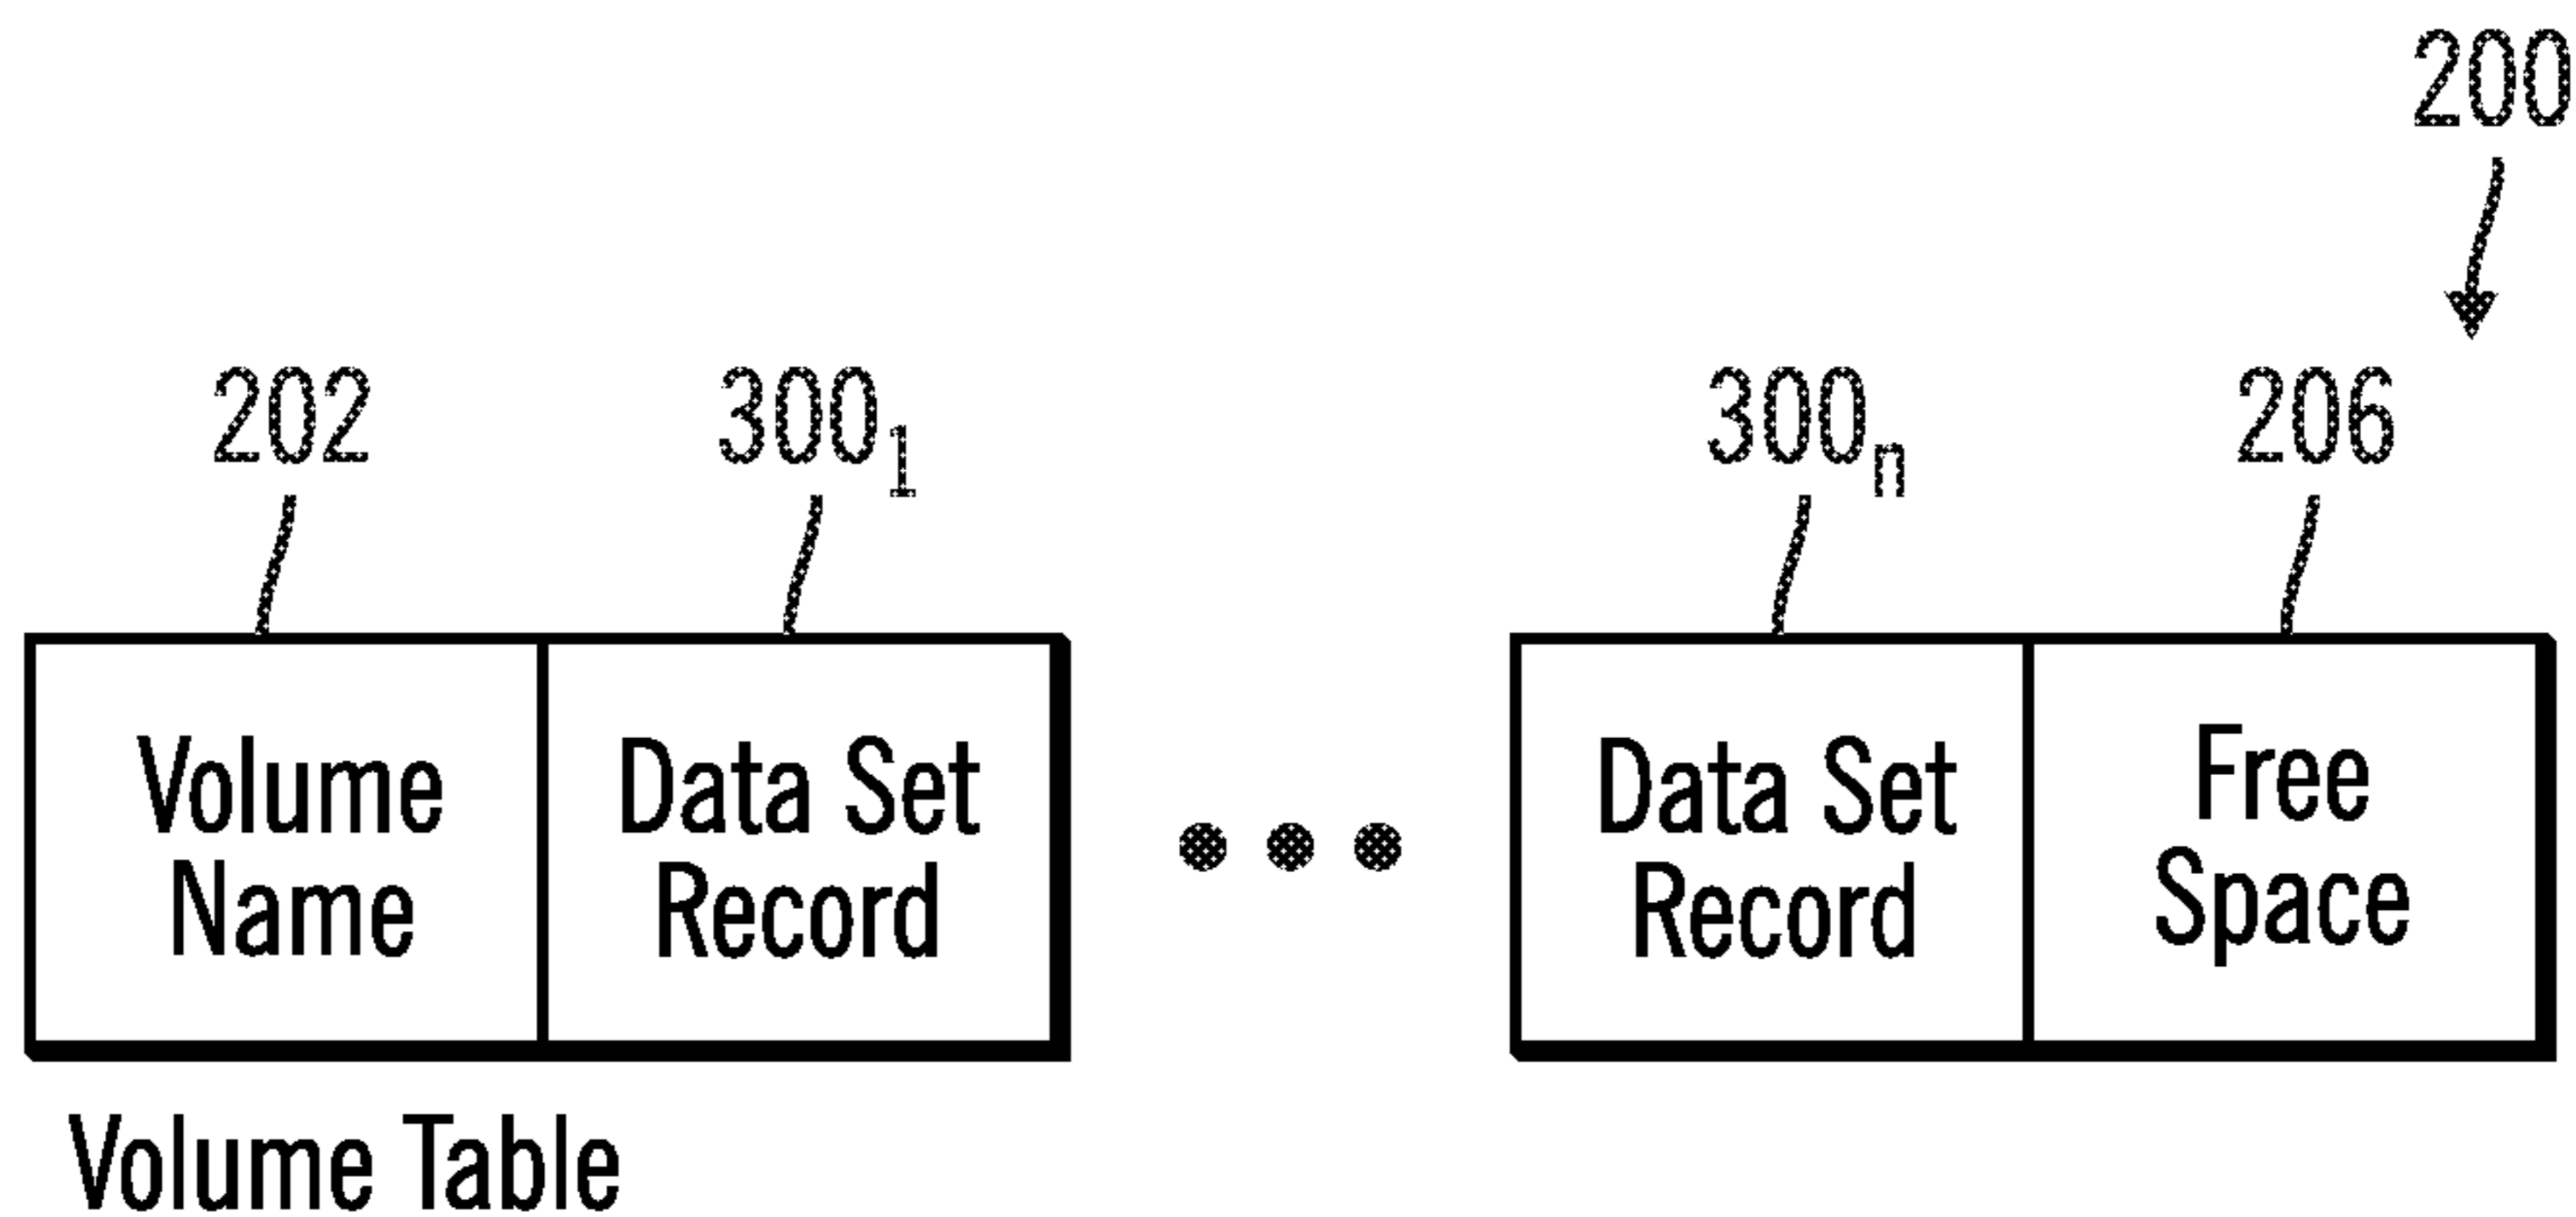 200
202 300₁ 300ₙ 206
Volume Name
Data Set Record
Data Set Record
Free Space
Volume Table